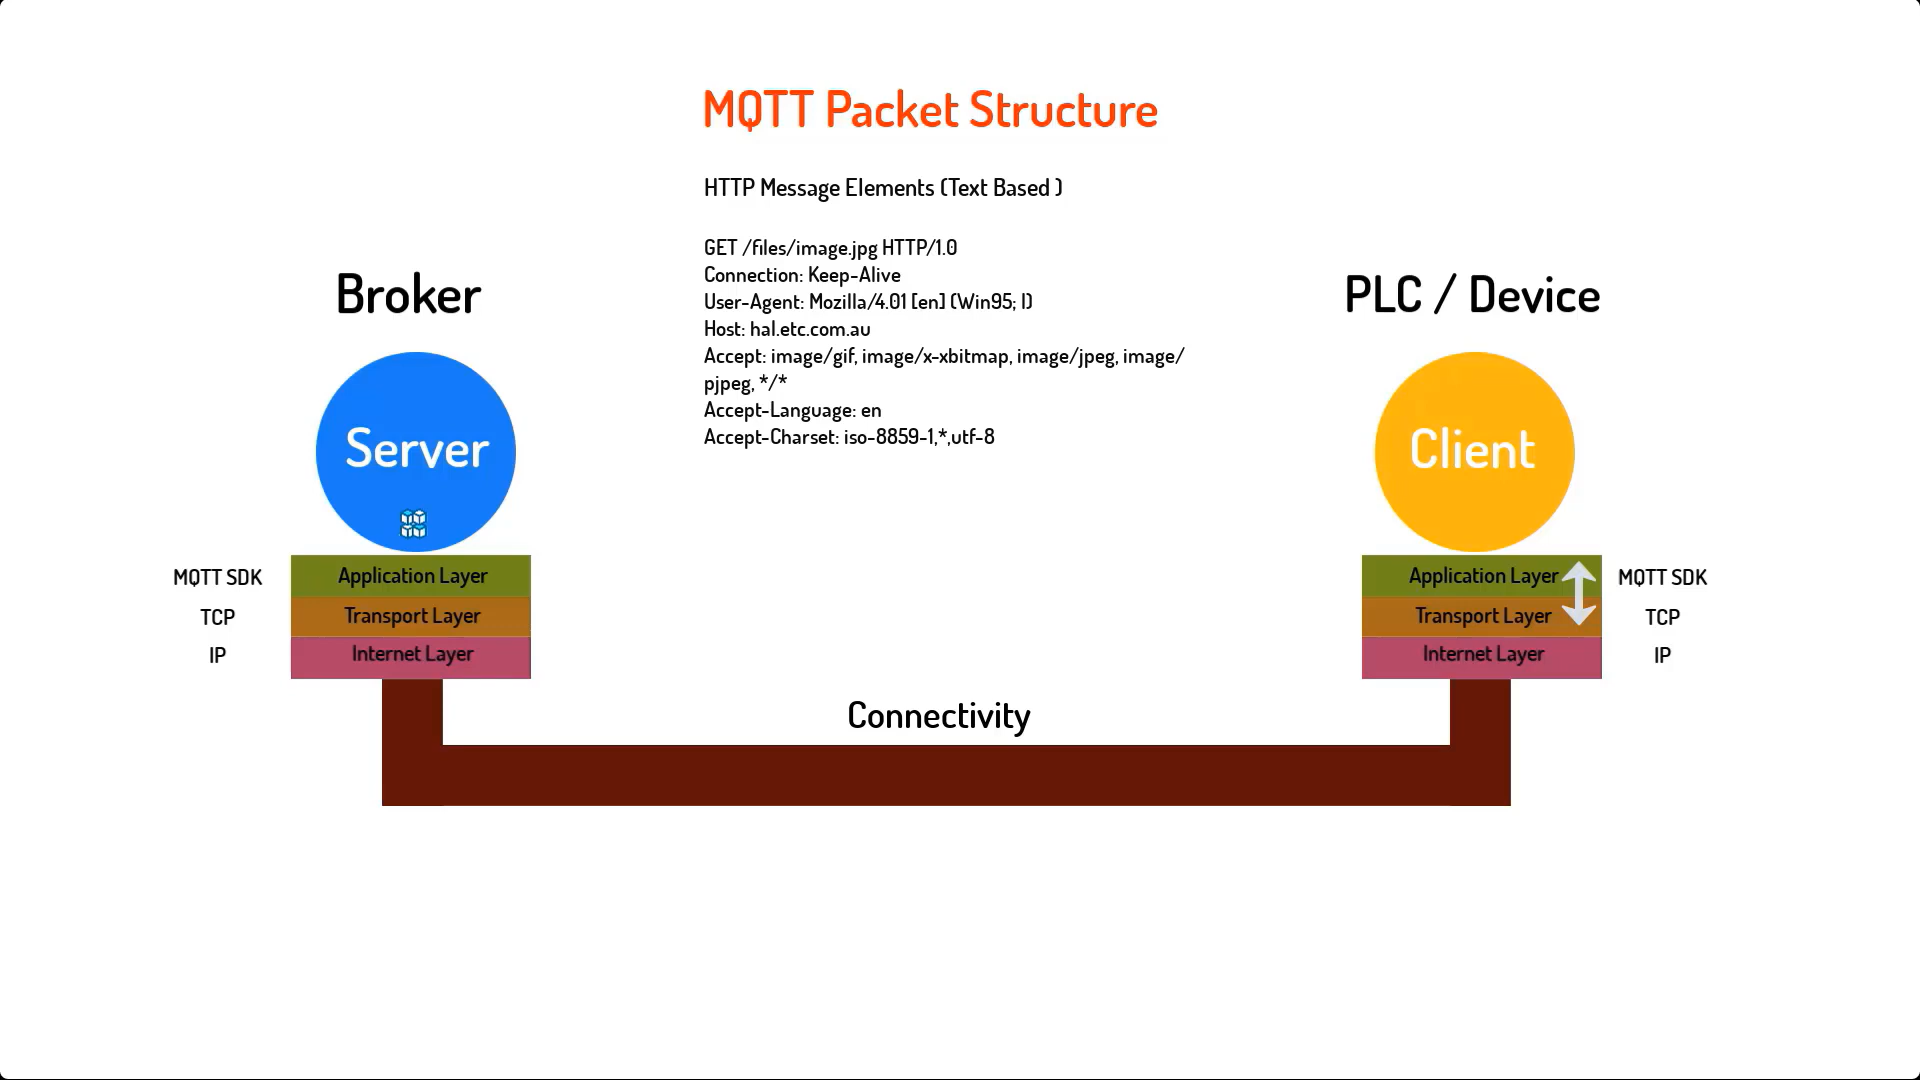 MQTT Packet Structure
HTTP Message Elements (Text Based )
GET /files/image.jpg HTTP/1.0
Connection: Keep-Alive
User-Agent: Mozilla/4.01 [en] (Win95; I)
Host: hal.etc.com.au
Accept: image/gif, image/x-xbitmap, image/jpeg, image/
pjpeg, */*
Accept-Language: en
Accept-Charset: iso-8859-1,*,utf-8
Broker
Server
MQTT SDK
Application Layer
TCP
Transport Layer
IP
Internet Layer
PLC / Device
Client
Application Layer
MQTT SDK
Transport Layer
TCP
Internet Layer
IP
Connectivity